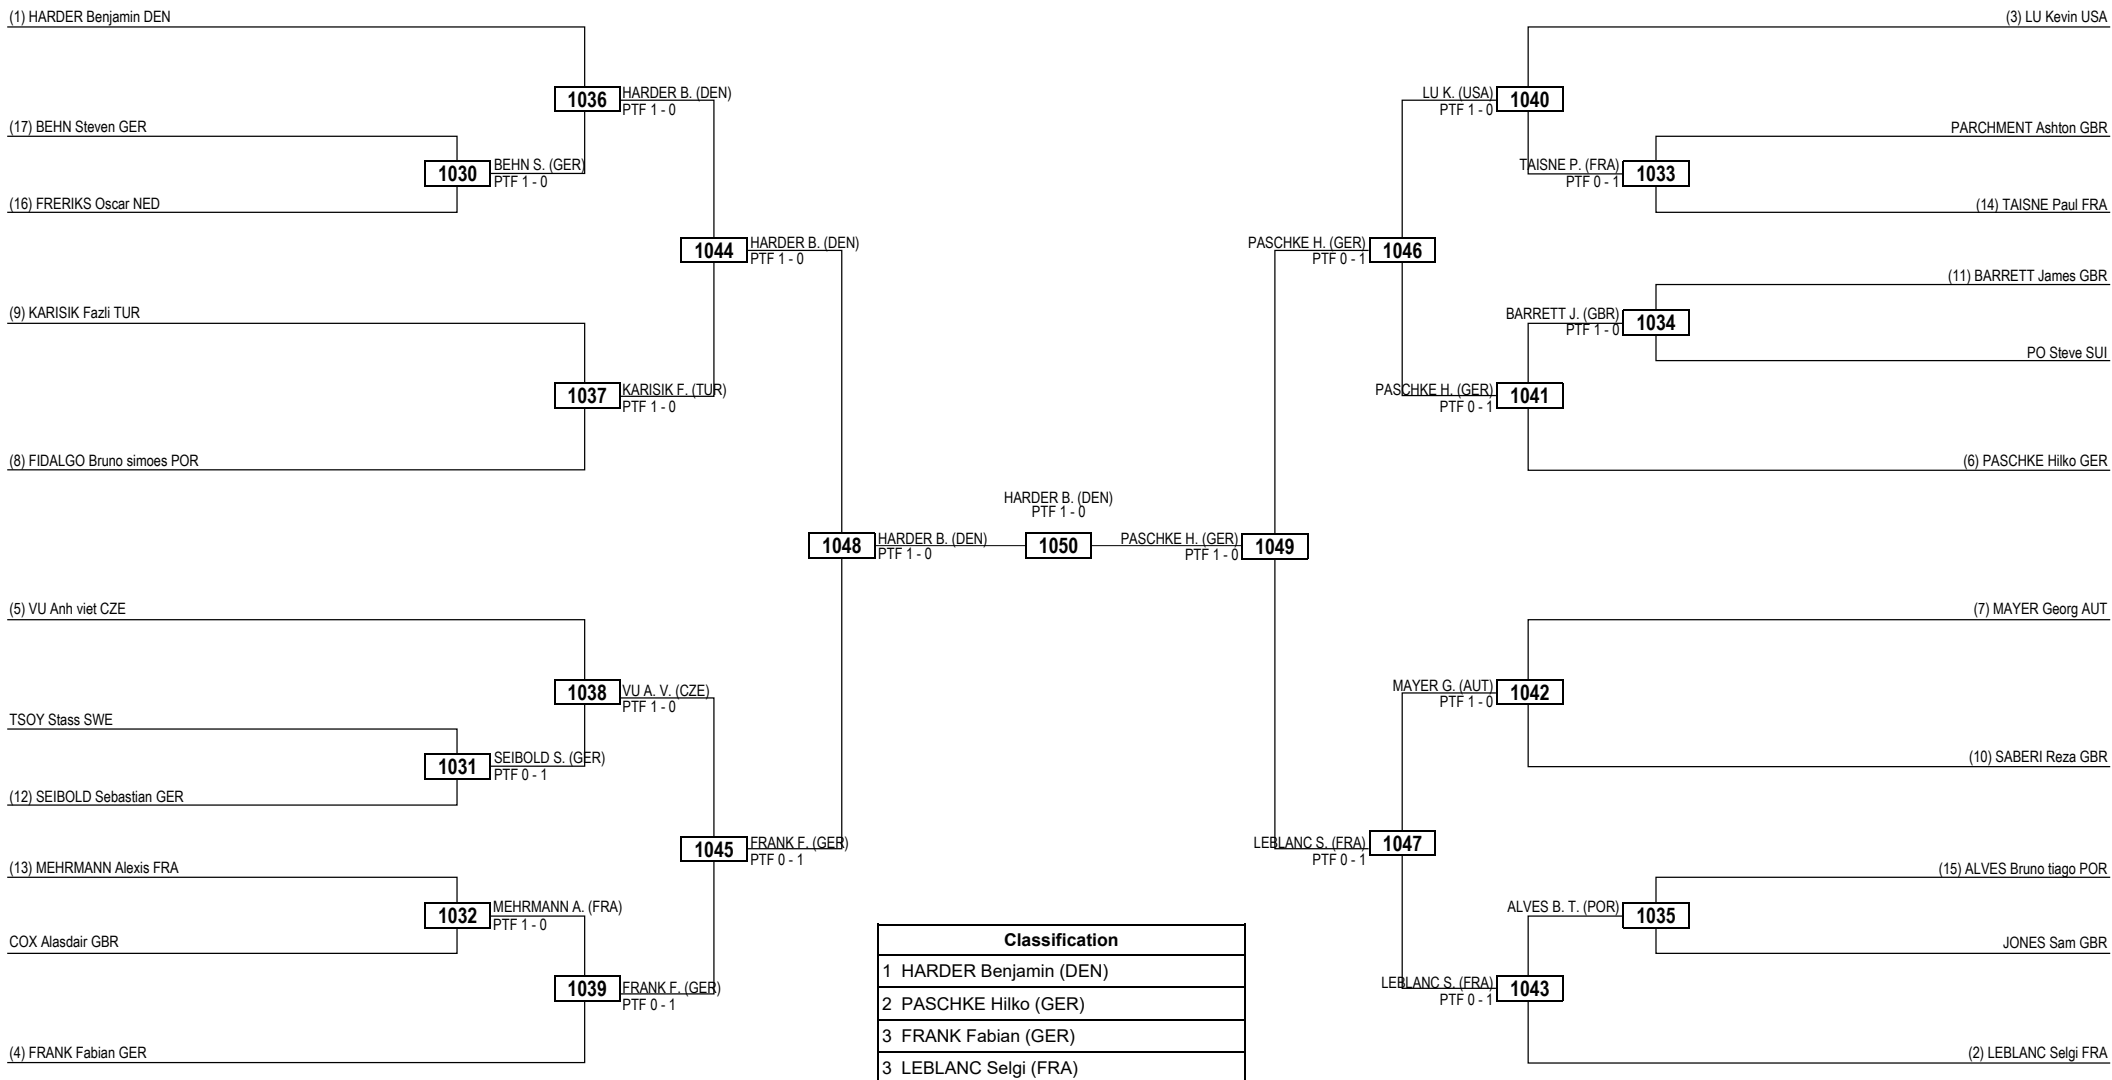 (1) HARDER Benjamin DEN
(3) LU Kevin USA
1036
HARDER B. (DEN)
PTF 1 - 0
LU K. (USA)
PTF 1 - 0
1040
(17) BEHN Steven GER
PARCHMENT Ashton GBR
1030
BEHN S. (GER)
PTF 1 - 0
TAISNE P. (FRA)
PTF 0 - 1
1033
(16) FRERIKS Oscar NED
(14) TAISNE Paul FRA
1044
HARDER B. (DEN)
PTF 1 - 0
PASCHKE H. (GER)
PTF 0 - 1
1046
(11) BARRETT James GBR
(9) KARISIK Fazli TUR
BARRETT J. (GBR)
PTF 1 - 0
1034
PO Steve SUI
1037
KARISIK F. (TUR)
PTF 1 - 0
PASCHKE H. (GER)
PTF 0 - 1
1041
(8) FIDALGO Bruno simoes POR
(6) PASCHKE Hilko GER
HARDER B. (DEN)
PTF 1 - 0
1048
HARDER B. (DEN)
PTF 1 - 0
1050
PASCHKE H. (GER)
PTF 1 - 0
1049
(5) VU Anh viet CZE
(7) MAYER Georg AUT
1038
VU A. V. (CZE)
PTF 1 - 0
MAYER G. (AUT)
PTF 1 - 0
1042
TSOY Stass SWE
1031
SEIBOLD S. (GER)
PTF 0 - 1
(10) SABERI Reza GBR
(12) SEIBOLD Sebastian GER
1045
FRANK F. (GER)
PTF 0 - 1
LEBLANC S. (FRA)
PTF 0 - 1
1047
(13) MEHRMANN Alexis FRA
(15) ALVES Bruno tiago POR
1032
MEHRMANN A. (FRA)
PTF 1 - 0
ALVES B. T. (POR)
1035
COX Alasdair GBR
JONES Sam GBR
1039
FRANK F. (GER)
PTF 0 - 1
LEBLANC S. (FRA)
PTF 0 - 1
1043
(4) FRANK Fabian GER
(2) LEBLANC Selgi FRA
Classification
1 HARDER Benjamin (DEN)
2 PASCHKE Hilko (GER)
3 FRANK Fabian (GER)
3 LEBLANC Selgi (FRA)